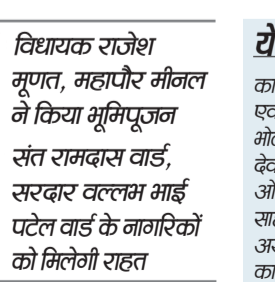 विधायक राजेश
मूणत, महापौर मीनल
ने किया भूमिपूजन
संत रामदास वार्ड,
सरदार वल्लभ भाई
पटेल वार्ड के नागरिकों
को मिलेगी राहत